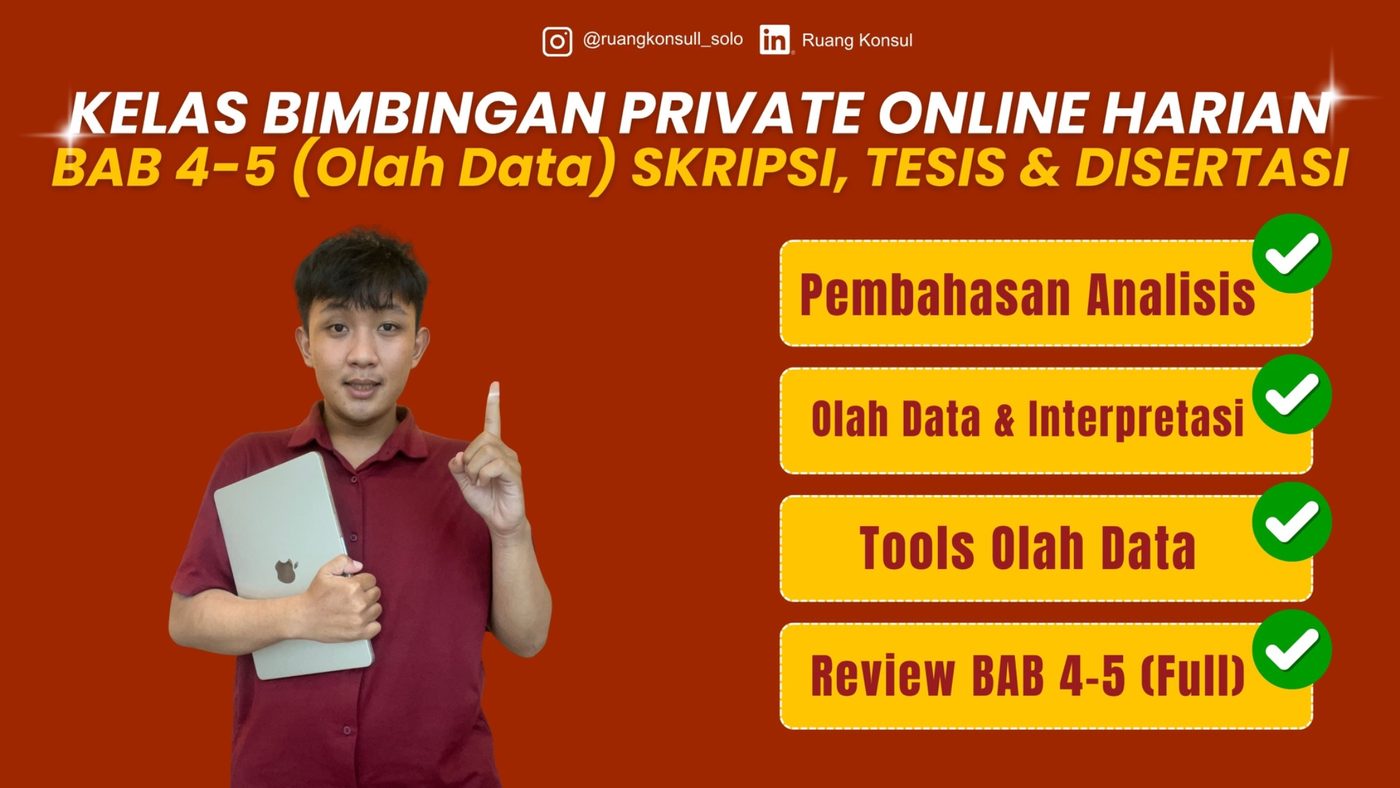 @ruangkonsull_solo
in Ruang Konsul
KELAS BIMBINGAN PRIVATE ONLINE HARIAN
BAB 4-5 (Olah Data) SKRIPSI, TESIS & DISERTASI
Pembahasan Analisis
Olah Data & Interpretasi
Tools Olah Data
Review BAB 4-5 (Full)